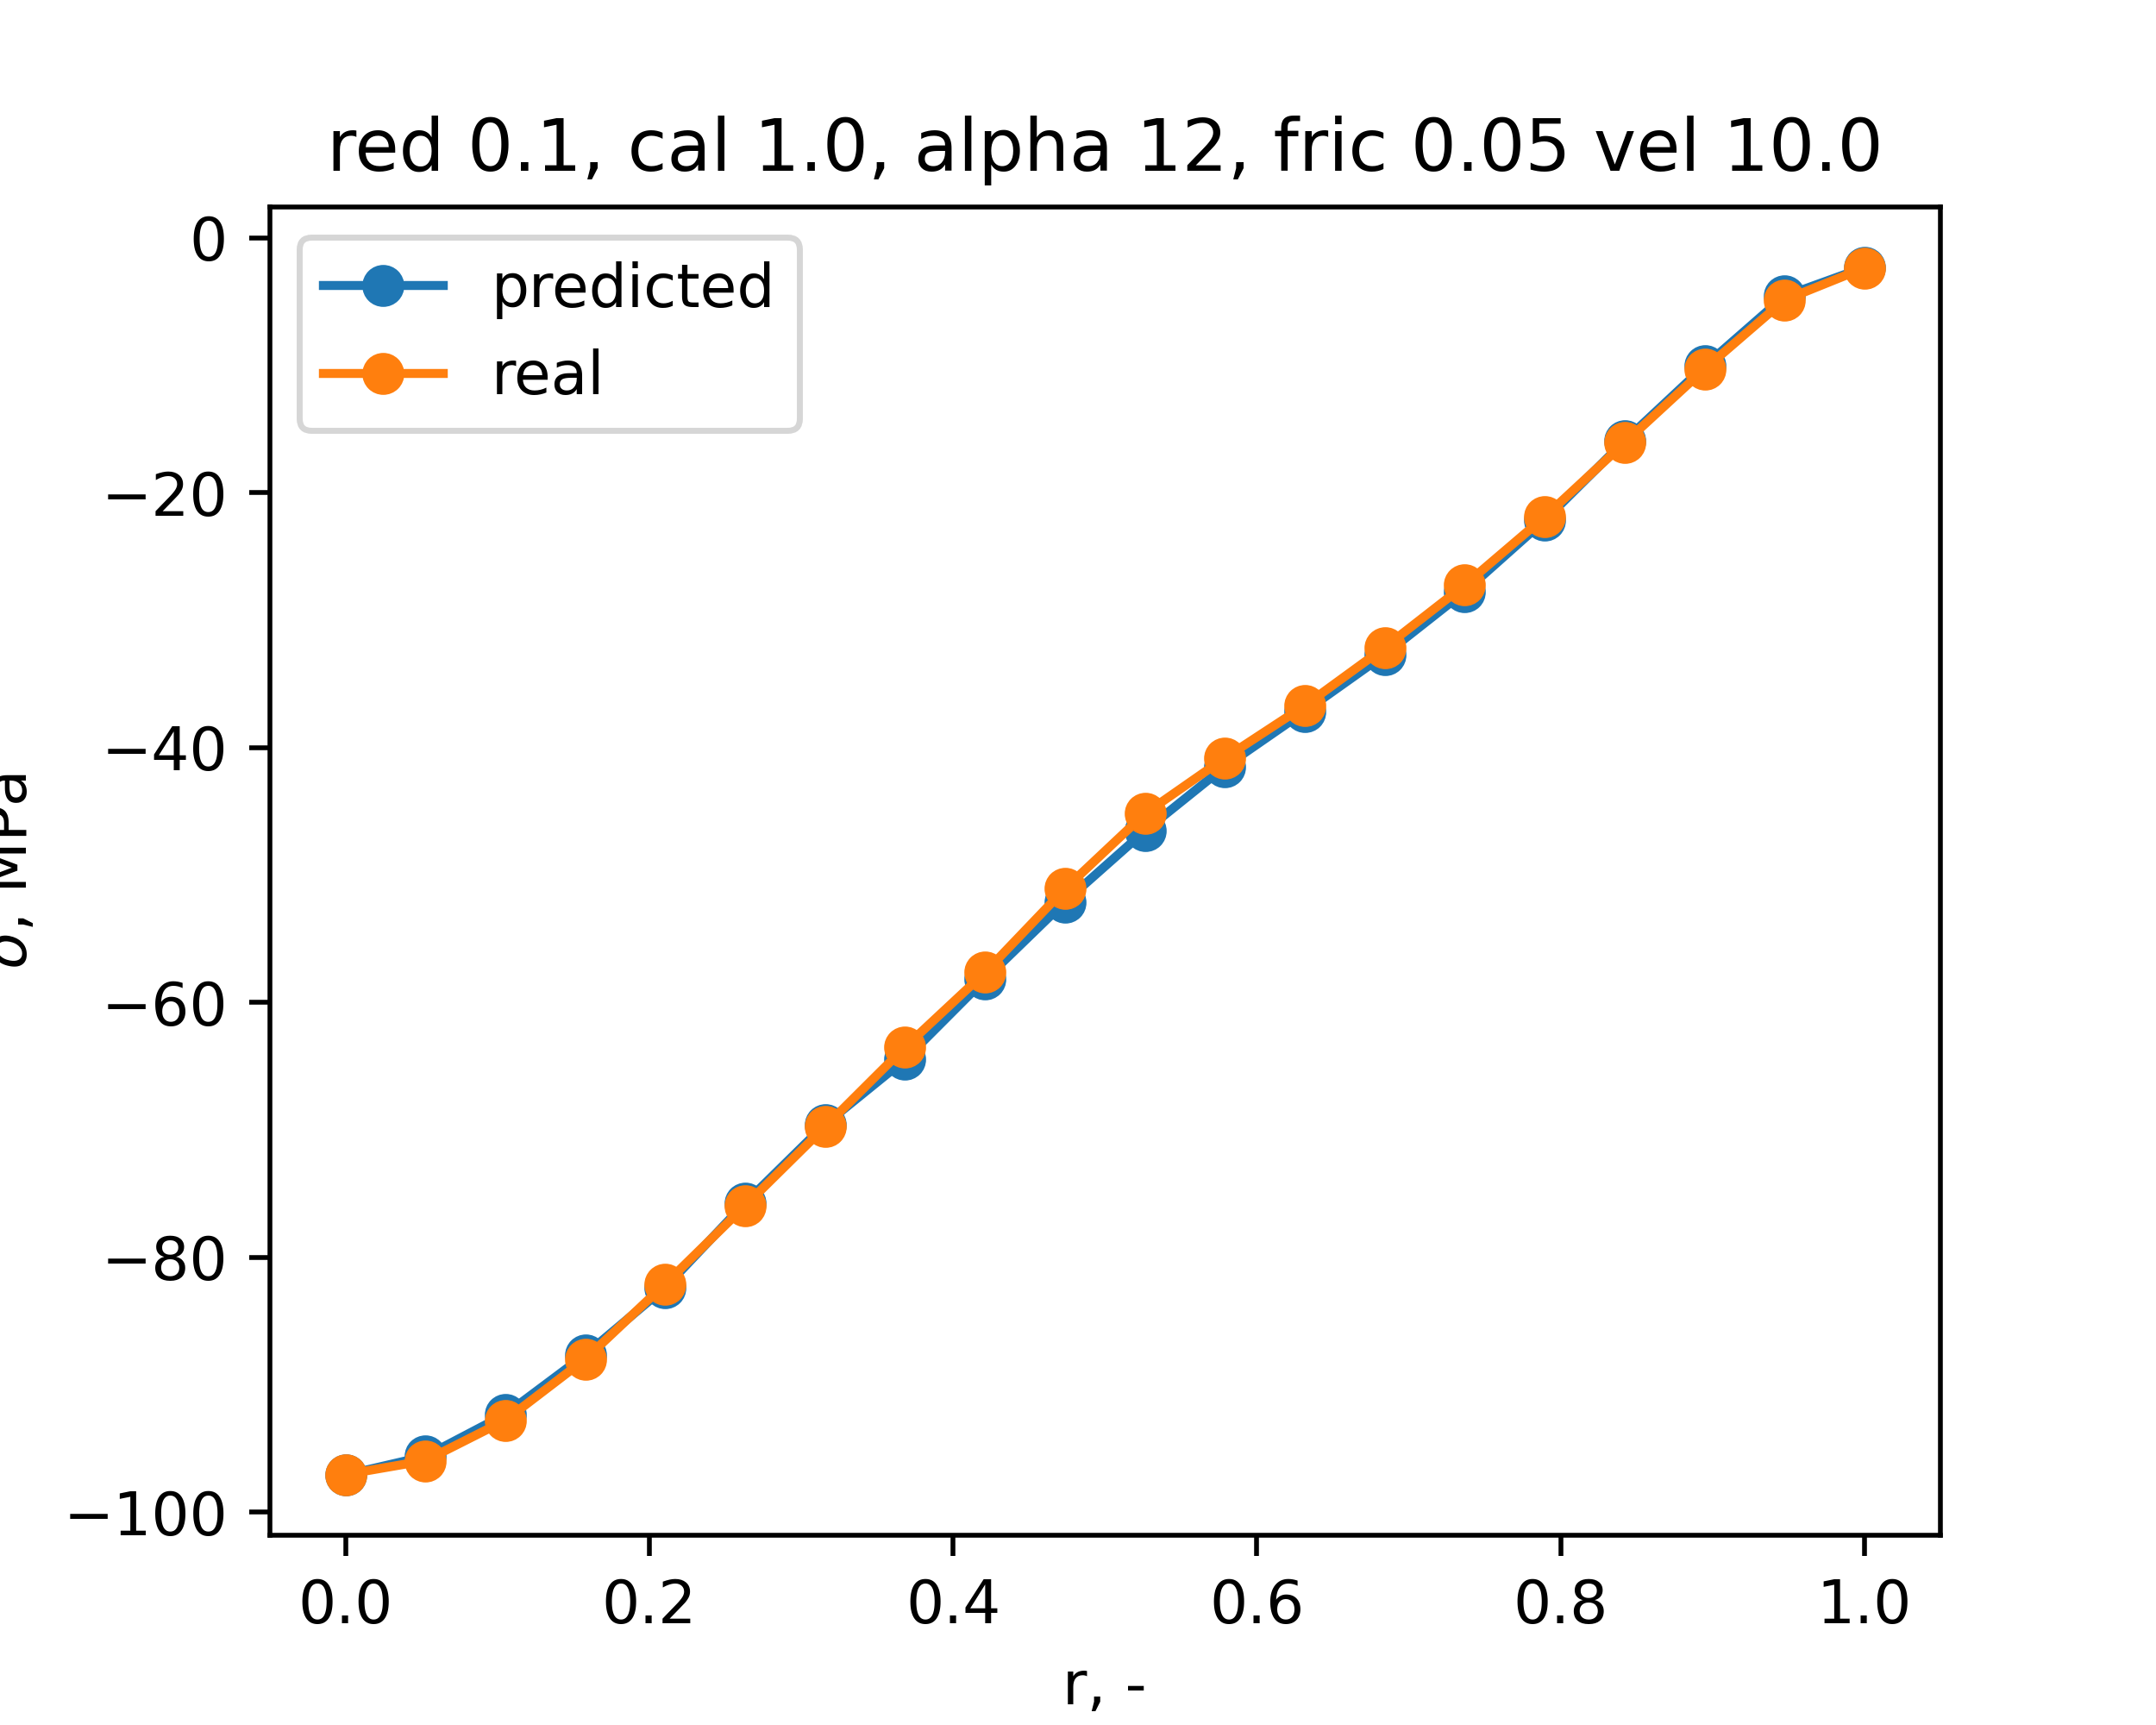 red 0.1, cal 1.0, alpha 12, fric 0.05 vel 10.0
predicted
real
0
−20
−40
−60
−80
−100
, MPa
0.0 0.2 0.4 0.6 0.8 1.0
r, -